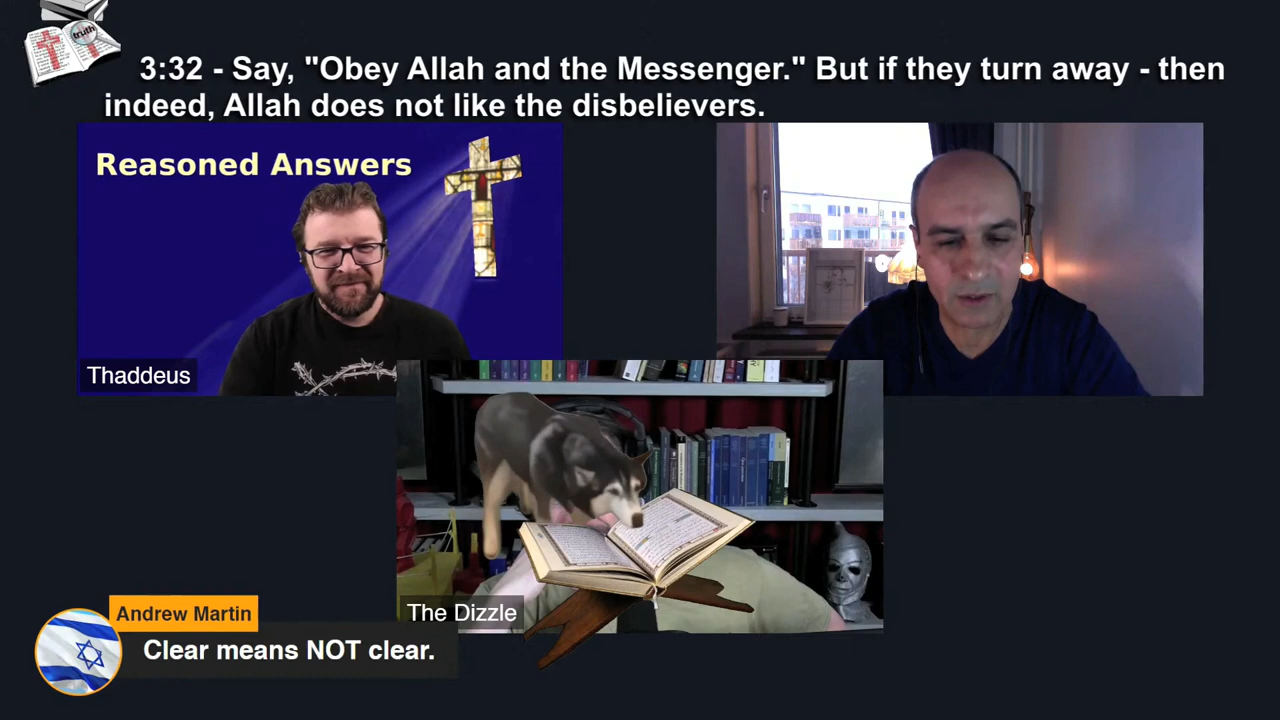 truth
3:32 - Say, "Obey Allah and the Messenger." But if they turn away - then
indeed, Allah does not like the disbelievers.
Reasoned Answers
Thaddeus
The Dizzle
Andrew Martin
Clear means NOT clear.